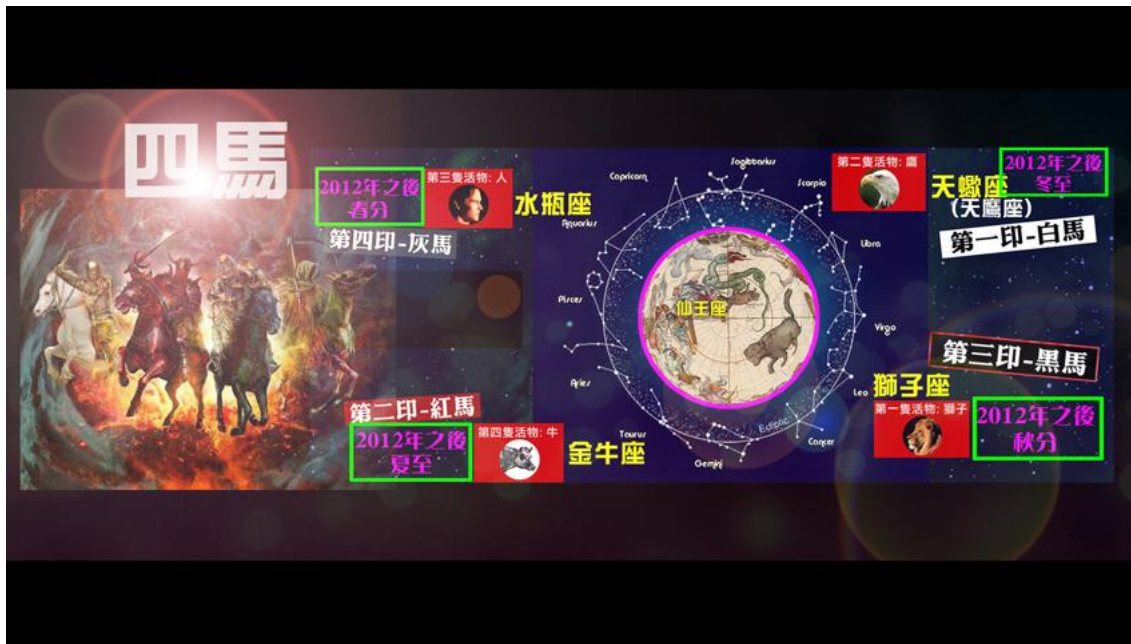 四馬
2012年之後
春分
第三隻活物: 人
水瓶座
第四印-灰馬
Capricorn
Sagittarius
Scorpio
Aquarius
Libra
Pisces
Virgo
Aries
Leo
Taurus
Gemini
Cancer
Ecliptic
仙王座
第二隻活物: 鷹
2012年之後
冬至
天蠍座
(天鷹座)
第一印-白馬
第三印-黑馬
獅子座
第一隻活物: 獅子
2012年之後
秋分
第二印-紅馬
2012年之後
夏至
第四隻活物: 牛
金牛座